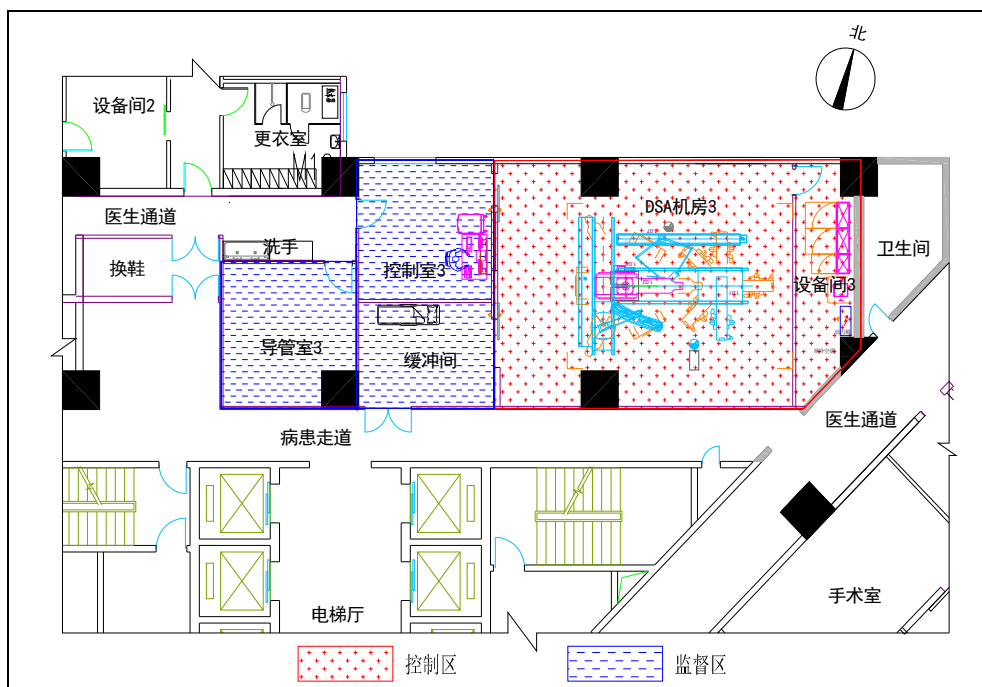 北
设备间2
更衣室
医生通道
洗手
换鞋
控制室3
DSA机房3
卫生间
设备间3
导管室3
缓冲间
病患走道
医生通道
电梯厅
手术室
控制区
监督区